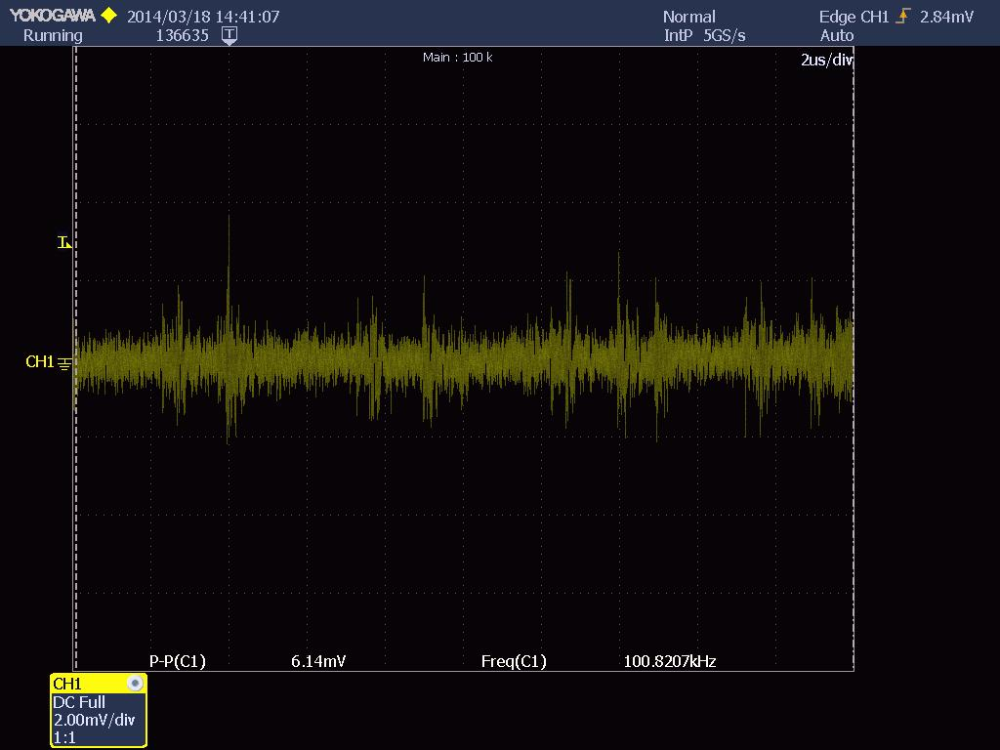 YOKOGAWA 2014/03/18 14:41:07 Normal Edge CH1 2.84mV
Running 136635 T IntP 5GS/s Auto
Main : 100 k 2us/div
T
CH1
P-P(C1) 6.14mV Freq(C1) 100.8207kHz
CH1
DC Full
2.00mV/div
1:1